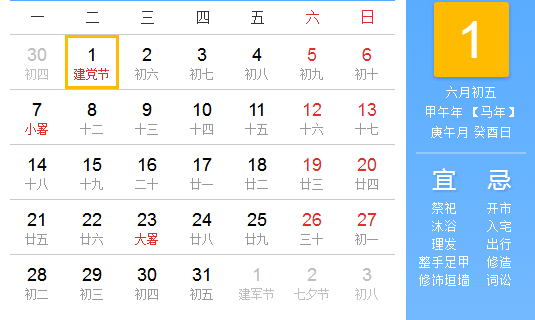 一 二 三 四 五 六 日
30 1 2 3 4 5 6
初四 建党节 初六 初七 初八 初九 初十
7 8 9 10 11 12 13
小署 十二 十三 十四 十五 十六 十七
14 15 16 17 18 19 20
十八 十九 二十 廿一 廿二 廿三 廿四
21 22 23 24 25 26 27
廿五 廿六 大署 廿八 廿九 三十 初一
28 29 30 31 1 2 3
初二 初三 初四 初五 建军节 七夕节 初八
1
六月初五
甲午年 【马年】
庚午月 癸酉日
宜 忌
祭祀 开市
沐浴 入宅
理发 出行
整手足甲 修造
修饰垣墙 词讼